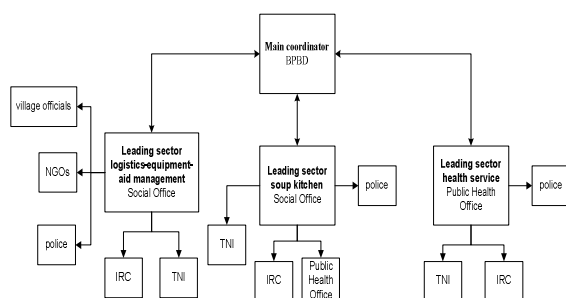 Main coordinator
BPBD
village officials
NGOs
police
Leading sector
logistics-equipment-
aid management
Social Office
IRC
TNI
Leading sector
soup kitchen
Social Office
police
TNI
IRC
Public
Health
Office
Leading sector
health service
Public Health
Office
police
TNI
IRC